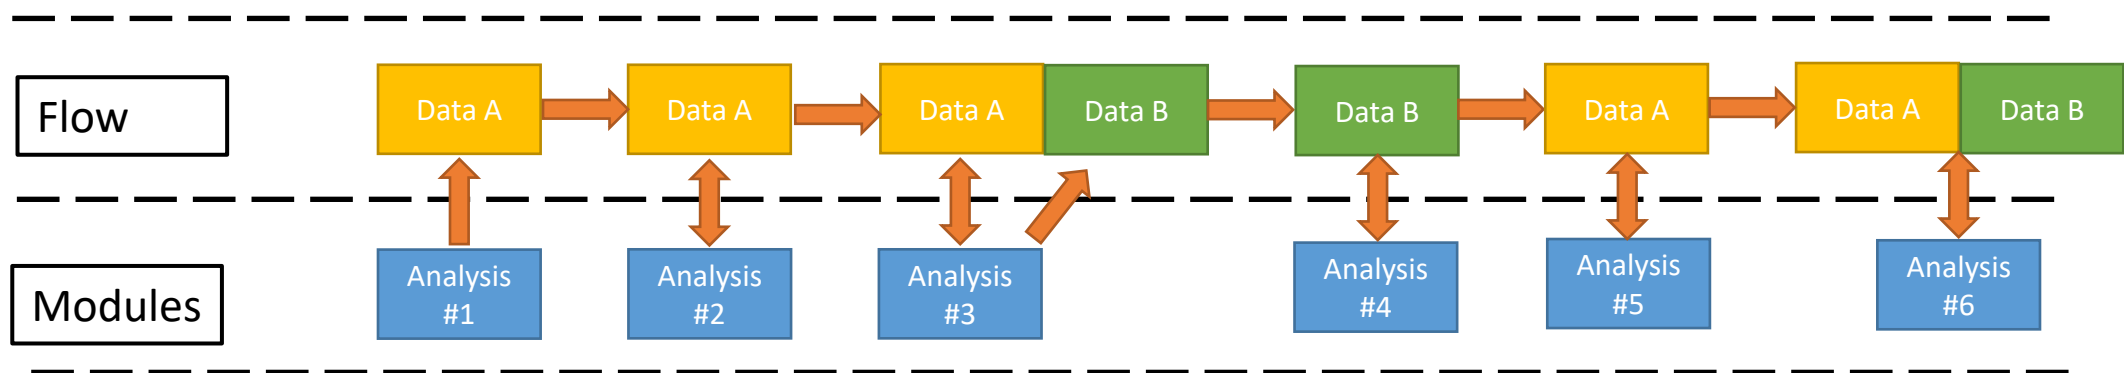 Flow
Data A
Data A
Data A
Data B
Data B
Data A
Data A
Data B
Modules
Analysis
#1
Analysis
#2
Analysis
#3
Analysis
#4
Analysis
#5
Analysis
#6